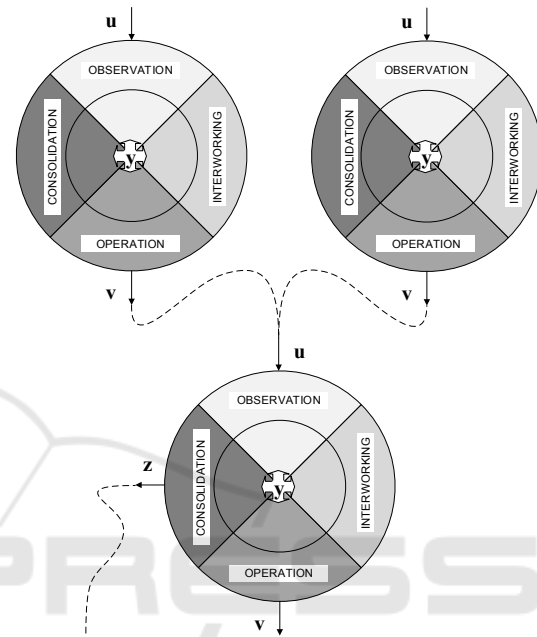 u
u
OBSERVATION
OBSERVATION
CONSOLIDATION
y
INTERWORKING
CONSOLIDATION
y
INTERWORKING
OPERATION
OPERATION
v
v
u
OBSERVATION
z
CONSOLIDATION
y
INTERWORKING
OPERATION
v